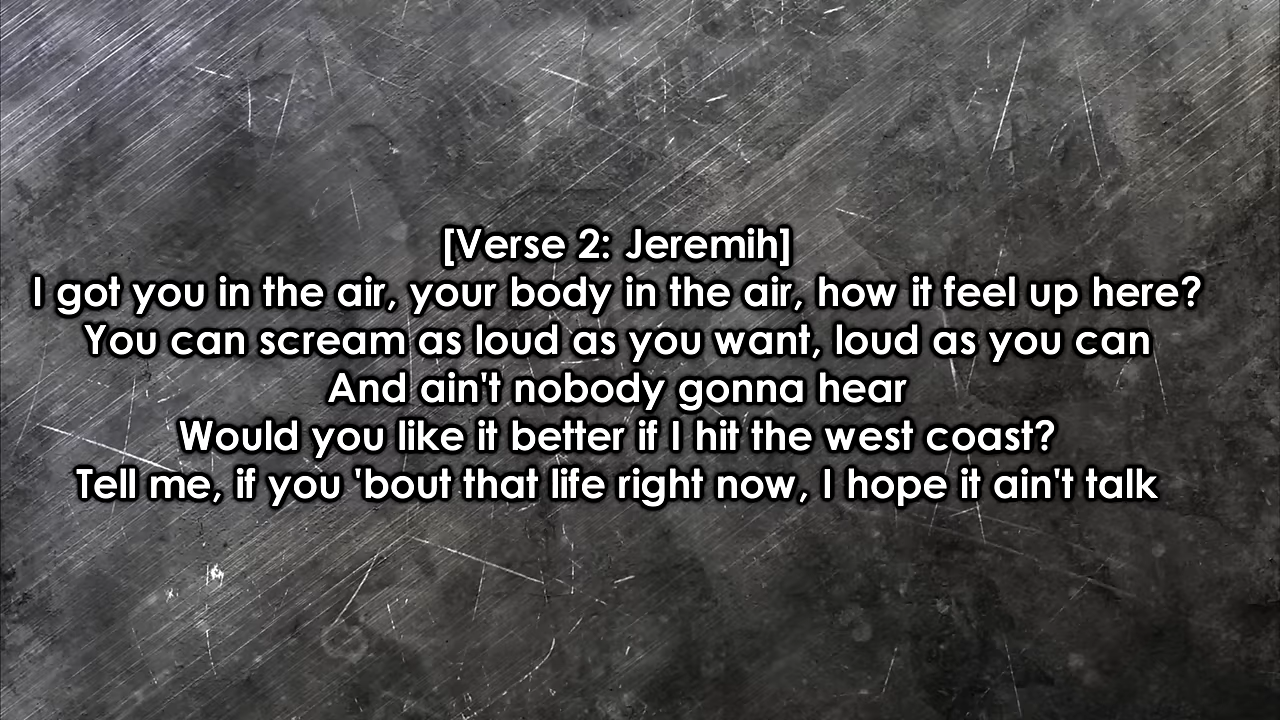 [Verse 2: Jeremih]
I got you in the air, your body in the air, how it feel up here?
You can scream as loud as you want, loud as you can
And ain't nobody gonna hear
Would you like it better if I hit the west coast?
Tell me, if you 'bout that life right now, I hope it ain't talk